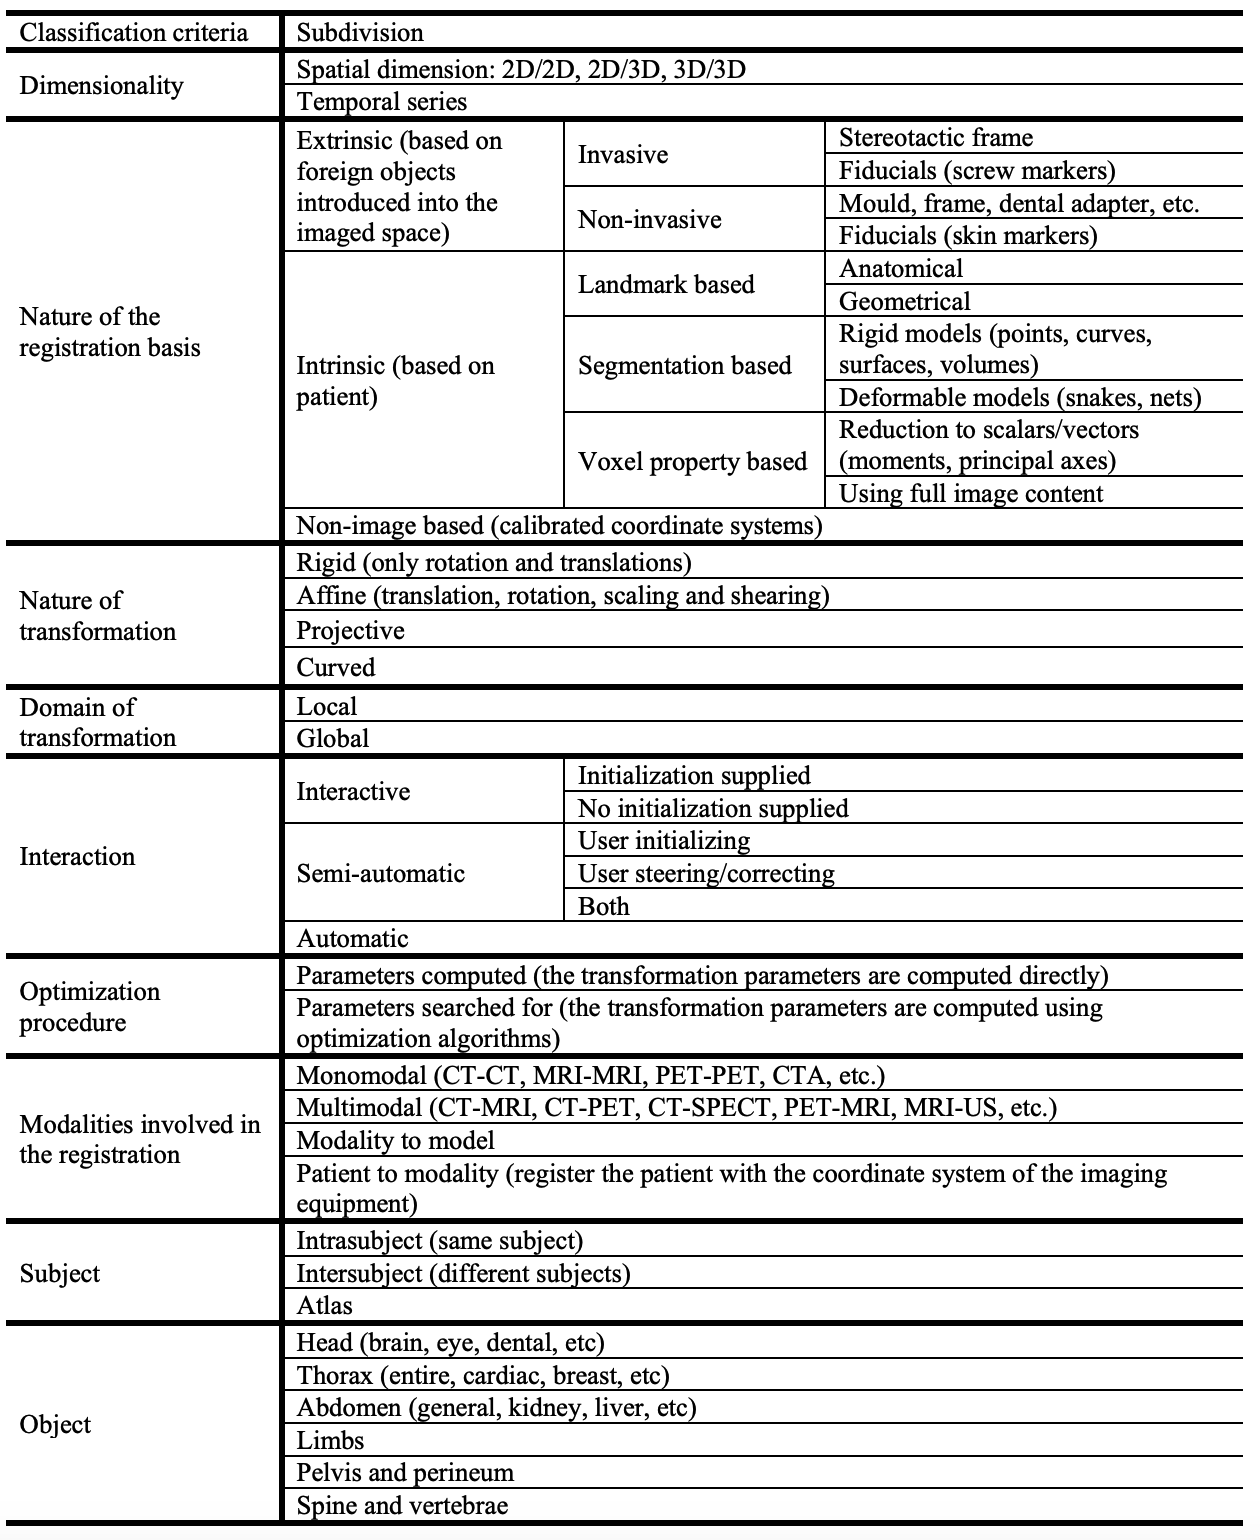 Classification criteria
Subdivision
Dimensionality
Spatial dimension: 2D/2D, 2D/3D, 3D/3D
Temporal series
Nature of the
registration basis
Extrinsic (based on
foreign objects
introduced into the
imaged space)
Invasive
Stereotactic frame
Fiducials (screw markers)
Non-invasive
Mould, frame, dental adapter, etc.
Fiducials (skin markers)
Intrinsic (based on
patient)
Landmark based
Anatomical
Geometrical
Segmentation based
Rigid models (points, curves,
surfaces, volumes)
Deformable models (snakes, nets)
Voxel property based
Reduction to scalars/vectors
(moments, principal axes)
Using full image content
Non-image based (calibrated coordinate systems)
Nature of
transformation
Rigid (only rotation and translations)
Affine (translation, rotation, scaling and shearing)
Projective
Curved
Domain of
transformation
Local
Global
Interaction
Interactive
Initialization supplied
No initialization supplied
Semi-automatic
User initializing
User steering/correcting
Both
Automatic
Optimization
procedure
Parameters computed (the transformation parameters are computed directly)
Parameters searched for (the transformation parameters are computed using
optimization algorithms)
Modalities involved in
the registration
Monomodal (CT-CT, MRI-MRI, PET-PET, CTA, etc.)
Multimodal (CT-MRI, CT-PET, CT-SPECT, PET-MRI, MRI-US, etc.)
Modality to model
Patient to modality (register the patient with the coordinate system of the imaging
equipment)
Subject
Intrasubject (same subject)
Intersubject (different subjects)
Atlas
Object
Head (brain, eye, dental, etc)
Thorax (entire, cardiac, breast, etc)
Abdomen (general, kidney, liver, etc)
Limbs
Pelvis and perineum
Spine and vertebrae